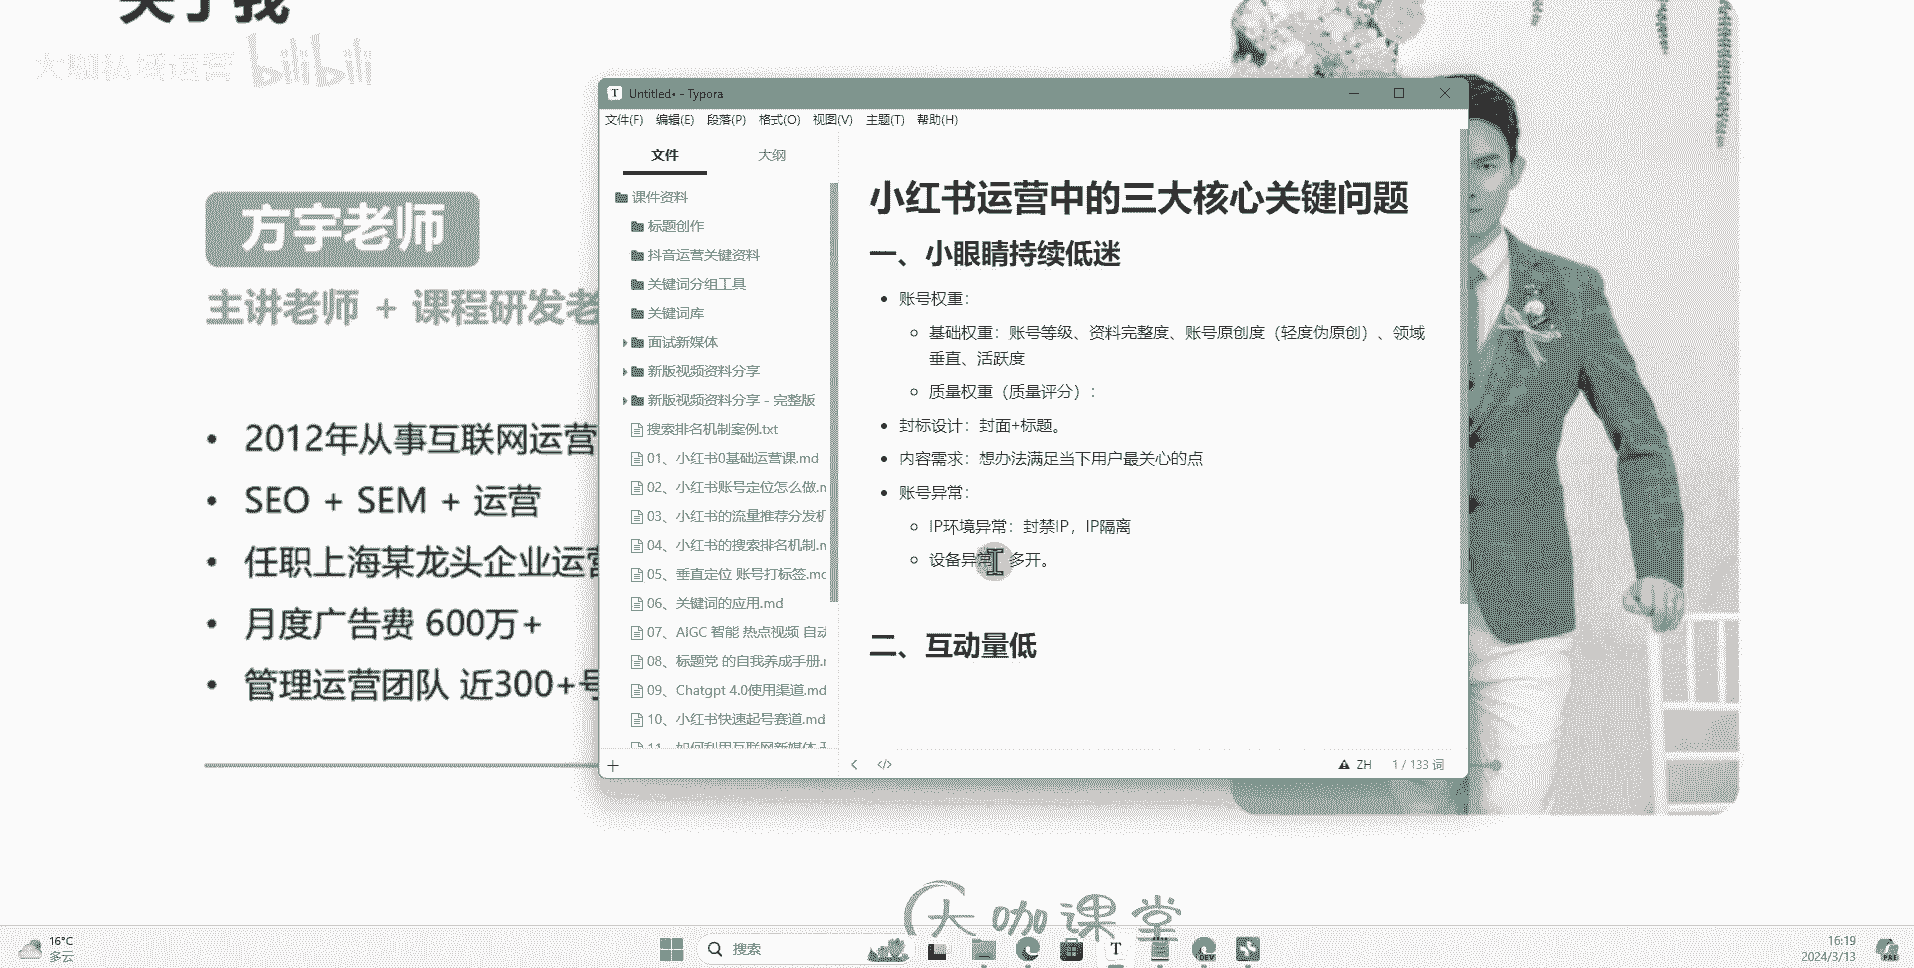 关于我
大咖私域运营 bilibili
方宇老师
主讲老师 + 课程研发老
2012年从事互联网运营
SEO + SEM + 运营
任职上海某龙头企业运营
月度广告费 600万+
管理运营团队 近300+号
Untitled• - Typora
文件(F) 编辑(E) 段落(P) 格式(O) 视图(V) 主题(T) 帮助(H)
文件 大纲
课件资料
标题创作
抖音运营关键资料
关键词分组工具
关键词库
面试新媒体
新版视频资料分享
新版视频资料分享 - 完整版
搜索排名机制案例.txt
01、小红书0基础运营课.md
02、小红书账号定位怎么做.m
03、小红书的流量推荐分发机
04、小红书的搜索排名机制.m
05、垂直定位 账号打标签.md
06、关键词的应用.md
07、AIGC 智能 热点视频 自动
08、标题党 的自我养成手册.m
09、Chatgpt 4.0使用渠道.md
10、小红书快速起号赛道.md
11、如何利用互联网新媒体
小红书运营中的三大核心关键问题
一、小眼睛持续低迷
账号权重：
基础权重：账号等级、资料完整度、账号原创度（轻度伪原创）、领域
垂直、活跃度
质量权重（质量评分）：
封标设计：封面+标题。
内容需求：想办法满足当下用户最关心的点
账号异常：
IP环境异常：封禁IP，IP隔离
设备异常：多开。
二、互动量低
ZH 1 / 133 词
大咖课堂
16°C
多云
搜索
16:19
2024/3/13